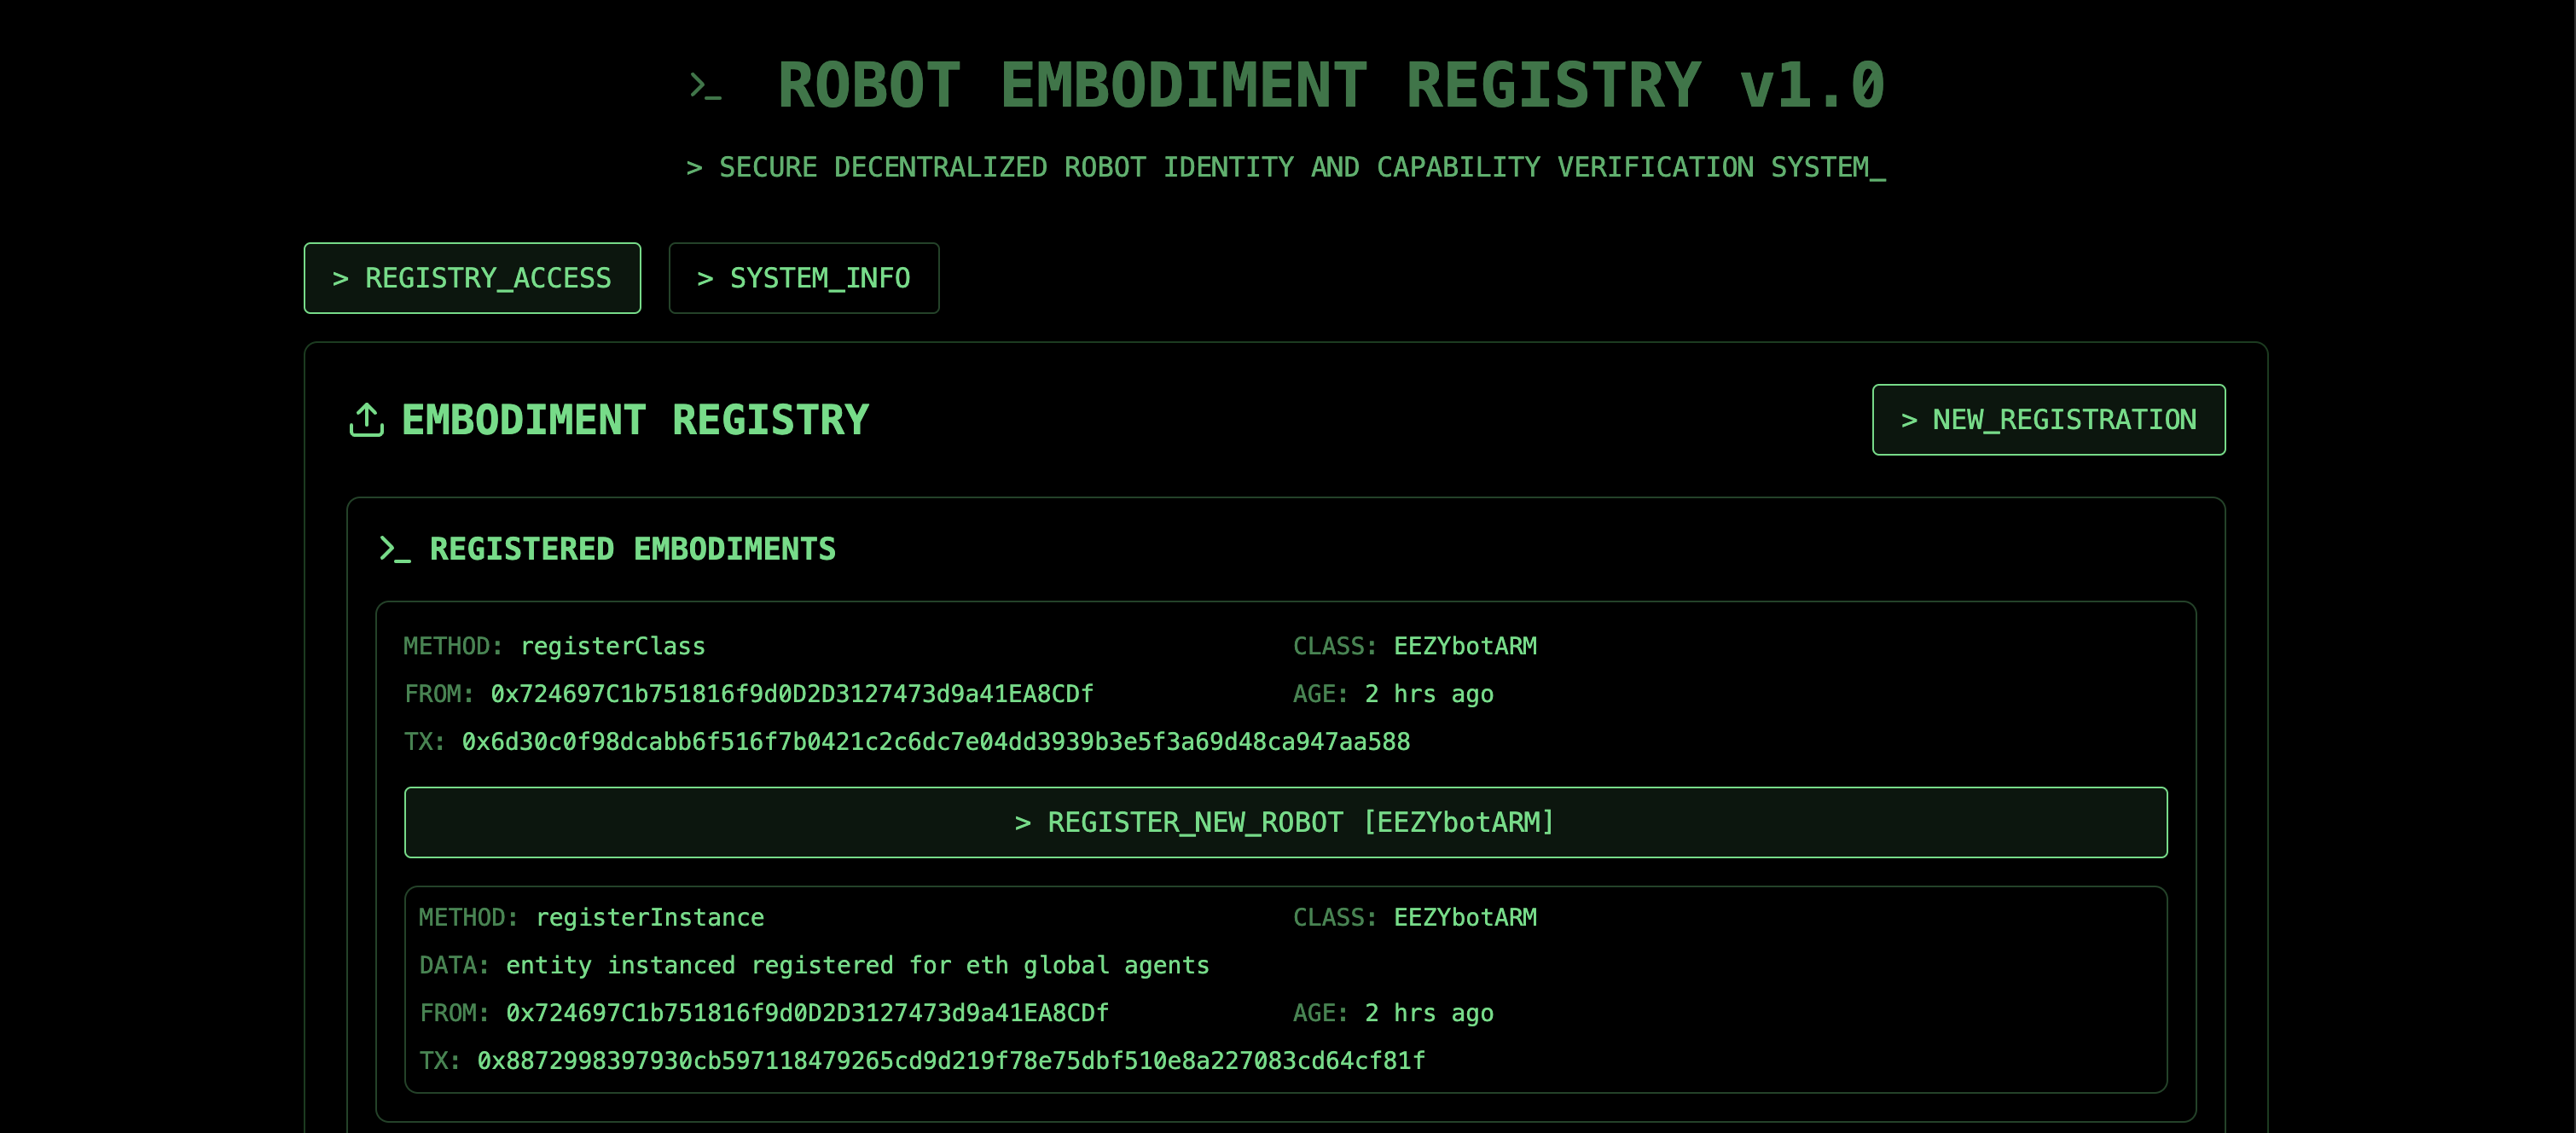 >_ ROBOT EMBODIMENT REGISTRY v1.0
> SECURE DECENTRALIZED ROBOT IDENTITY AND CAPABILITY VERIFICATION SYSTEM_
> REGISTRY_ACCESS
> SYSTEM_INFO
EMBODIMENT REGISTRY
> NEW_REGISTRATION
>_ REGISTERED EMBODIMENTS
METHOD: registerClass
CLASS: EEZYbotARM
FROM: 0x724697C1b751816f9d0D2D3127473d9a41EA8CDf
AGE: 2 hrs ago
TX: 0x6d30c0f98dcabb6f516f7b0421c2c6dc7e04dd3939b3e5f3a69d48ca947aa588
> REGISTER_NEW_ROBOT [EEZYbotARM]
METHOD: registerInstance
CLASS: EEZYbotARM
DATA: entity instanced registered for eth global agents
FROM: 0x724697C1b751816f9d0D2D3127473d9a41EA8CDf
AGE: 2 hrs ago
TX: 0x8872998397930cb597118479265cd9d219f78e75dbf510e8a227083cd64cf81f